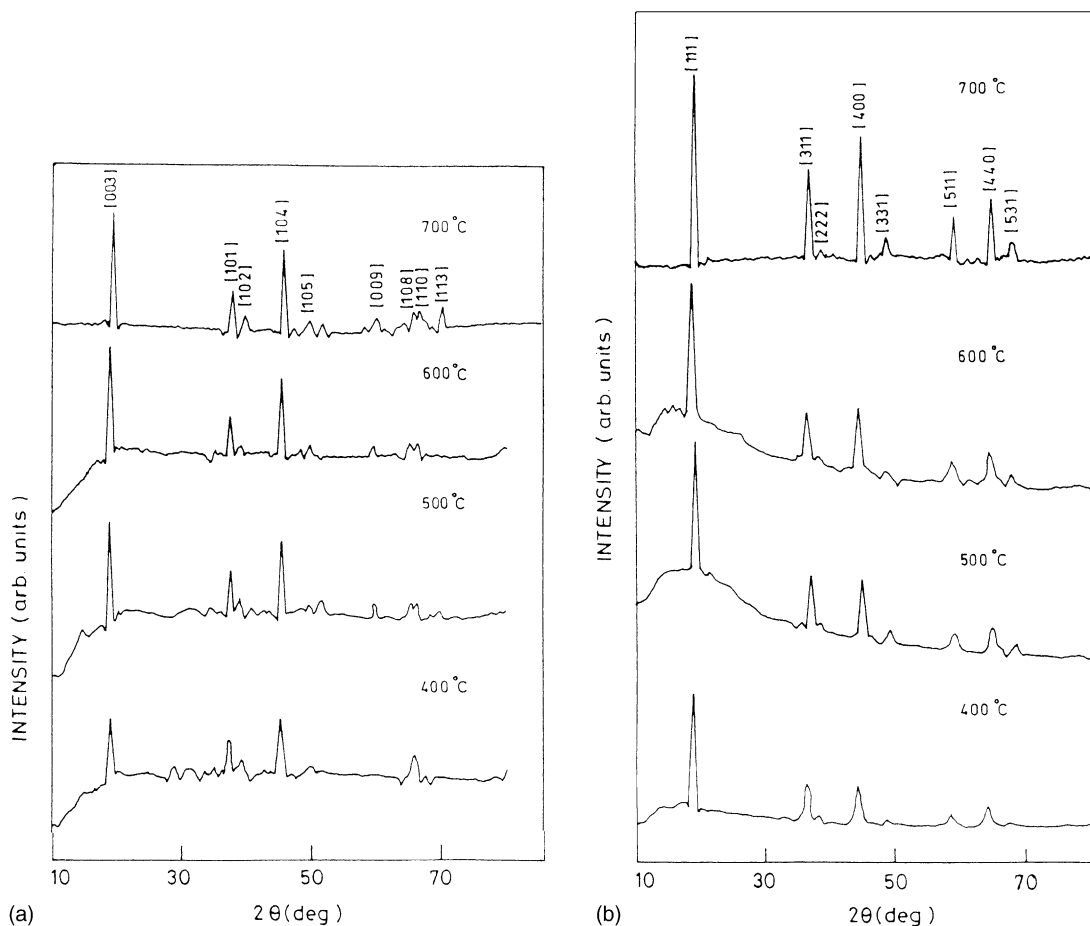 [003]
[101]
[102]
[104]
[105]
[009]
[108]
[110]
[113]
700°C
600°C
500°C
400°C
INTENSITY (arb. units)
10 30 50 70
2θ(deg)
(a)
[111]
[311]
[222]
[400]
[331]
[511]
[440]
[531]
700°C
600°C
500°C
400°C
INTENSITY (arb. units)
10 30 50 70 80
2θ(deg)
(b)